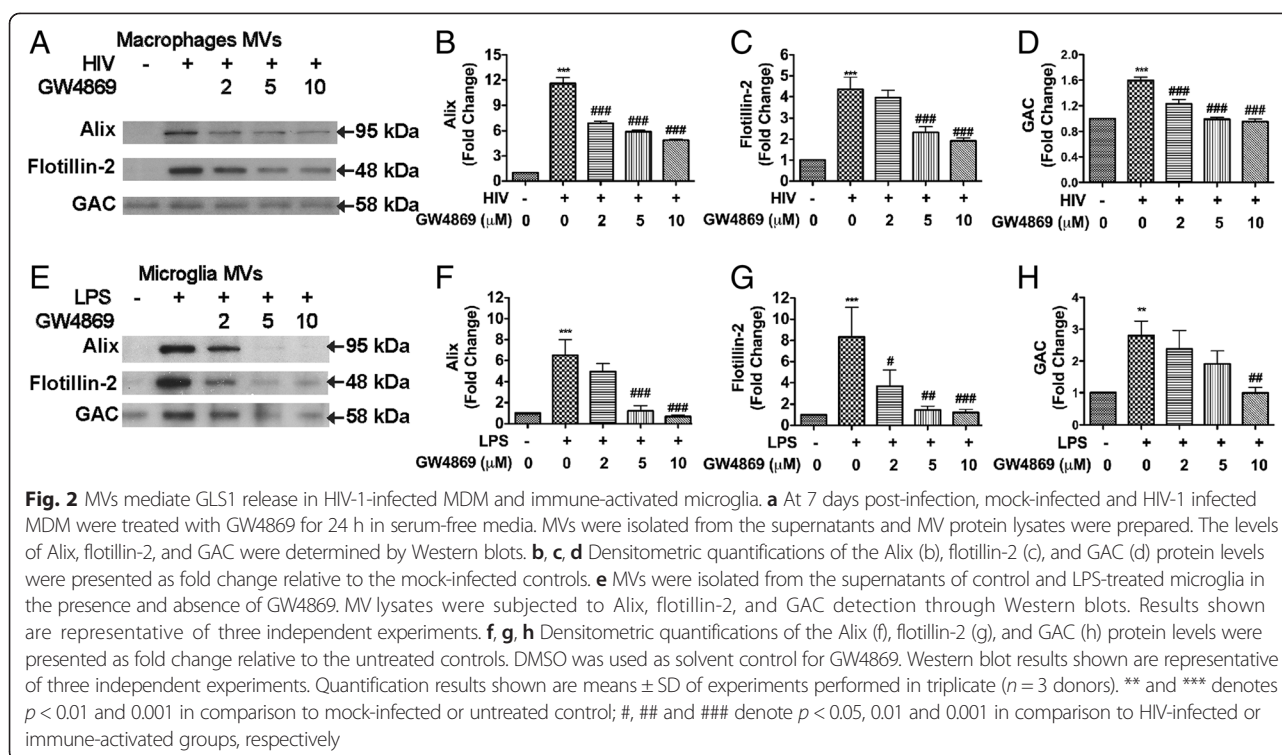 A
Macrophages MVs
HIV - + + + +
GW4869 2 5 10
Alix 95 kDa
Flotillin-2 48 kDa
GAC 58 kDa
B
Alix
(Fold Change)
15
12
9
6
3
0
***
###
###
###
HIV - + + + +
GW4869 (μM) 0 0 2 5 10
C
Flotillin-2
(Fold Change)
6
5
4
3
2
1
0
***
###
###
HIV - + + + +
GW4869 (μM) 0 0 2 5 10
D
GAC
(Fold Change)
2.0
1.6
1.2
0.8
0.4
0.0
***
###
###
###
HIV - + + + +
GW4869 (μM) 0 0 2 5 10
E
Microglia MVs
LPS - + + + +
GW4869 2 5 10
Alix 95 kDa
Flotillin-2 48 kDa
GAC 58 kDa
F
Alix
(Fold Change)
12
10
8
6
4
2
0
***
###
###
LPS - + + + +
GW4869 (μM) 0 0 2 5 10
G
Flotillin-2
(Fold Change)
12
10
8
6
4
2
0
***
#
##
###
LPS - + + + +
GW4869 (μM) 0 0 2 5 10
H
GAC
(Fold Change)
4
3
2
1
0
**
##
LPS - + + + +
GW4869 (μM) 0 0 2 5 10
Fig. 2 MVs mediate GLS1 release in HIV-1-infected MDM and immune-activated microglia. a At 7 days post-infection, mock-infected and HIV-1 infected
MDM were treated with GW4869 for 24 h in serum-free media. MVs were isolated from the supernatants and MV protein lysates were prepared. The levels
of Alix, flotillin-2, and GAC were determined by Western blots. b, c, d Densitometric quantifications of the Alix (b), flotillin-2 (c), and GAC (d) protein levels
were presented as fold change relative to the mock-infected controls. e MVs were isolated from the supernatants of control and LPS-treated microglia in
the presence and absence of GW4869. MV lysates were subjected to Alix, flotillin-2, and GAC detection through Western blots. Results shown
are representative of three independent experiments. f, g, h Densitometric quantifications of the Alix (f), flotillin-2 (g), and GAC (h) protein levels were
presented as fold change relative to the untreated controls. DMSO was used as solvent control for GW4869. Western blot results shown are representative
of three independent experiments. Quantification results shown are means ± SD of experiments performed in triplicate (n = 3 donors). ** and *** denotes
p < 0.01 and 0.001 in comparison to mock-infected or untreated control; #, ## and ### denote p < 0.05, 0.01 and 0.001 in comparison to HIV-infected or
immune-activated groups, respectively